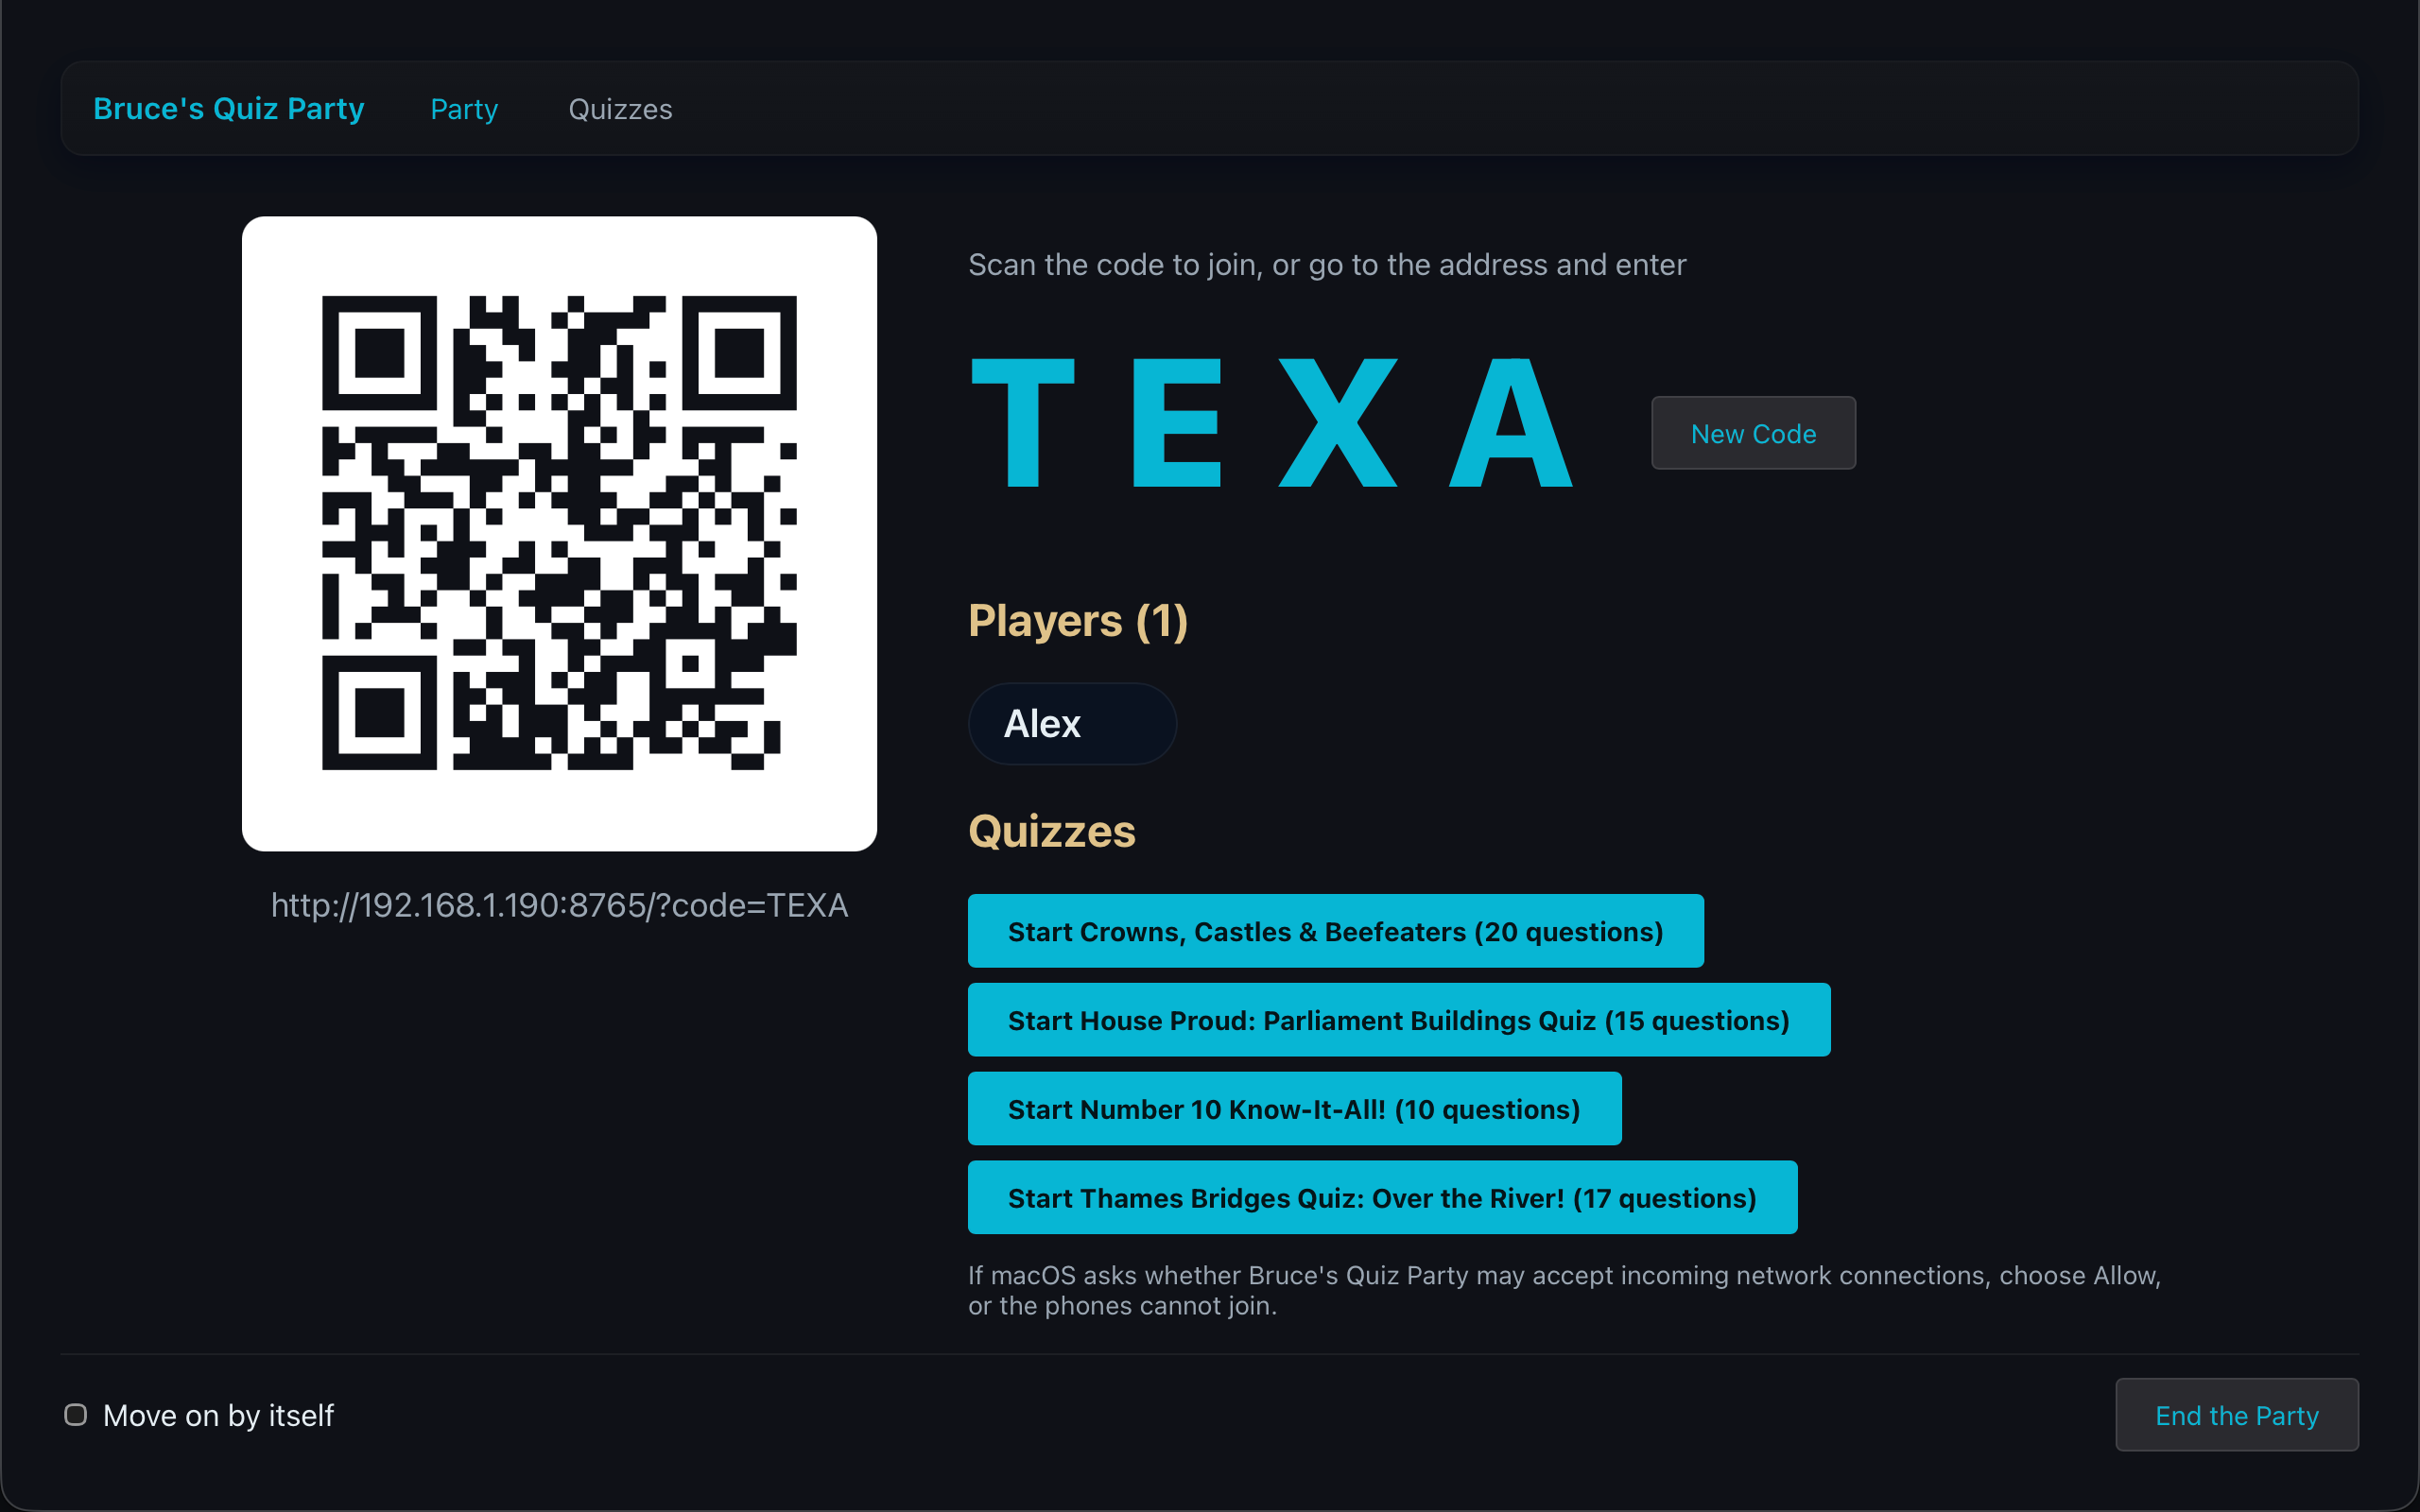 Bruce's Quiz Party Party Quizzes
Scan the code to join, or go to the address and enter
TEXA
New Code
Players (1)
Alex
Quizzes
http://192.168.1.190:8765/?code=TEXA
Start Crowns, Castles & Beefeaters (20 questions)
Start House Proud: Parliament Buildings Quiz (15 questions)
Start Number 10 Know-It-All! (10 questions)
Start Thames Bridges Quiz: Over the River! (17 questions)
If macOS asks whether Bruce's Quiz Party may accept incoming network connections, choose Allow,
or the phones cannot join.
Move on by itself
End the Party